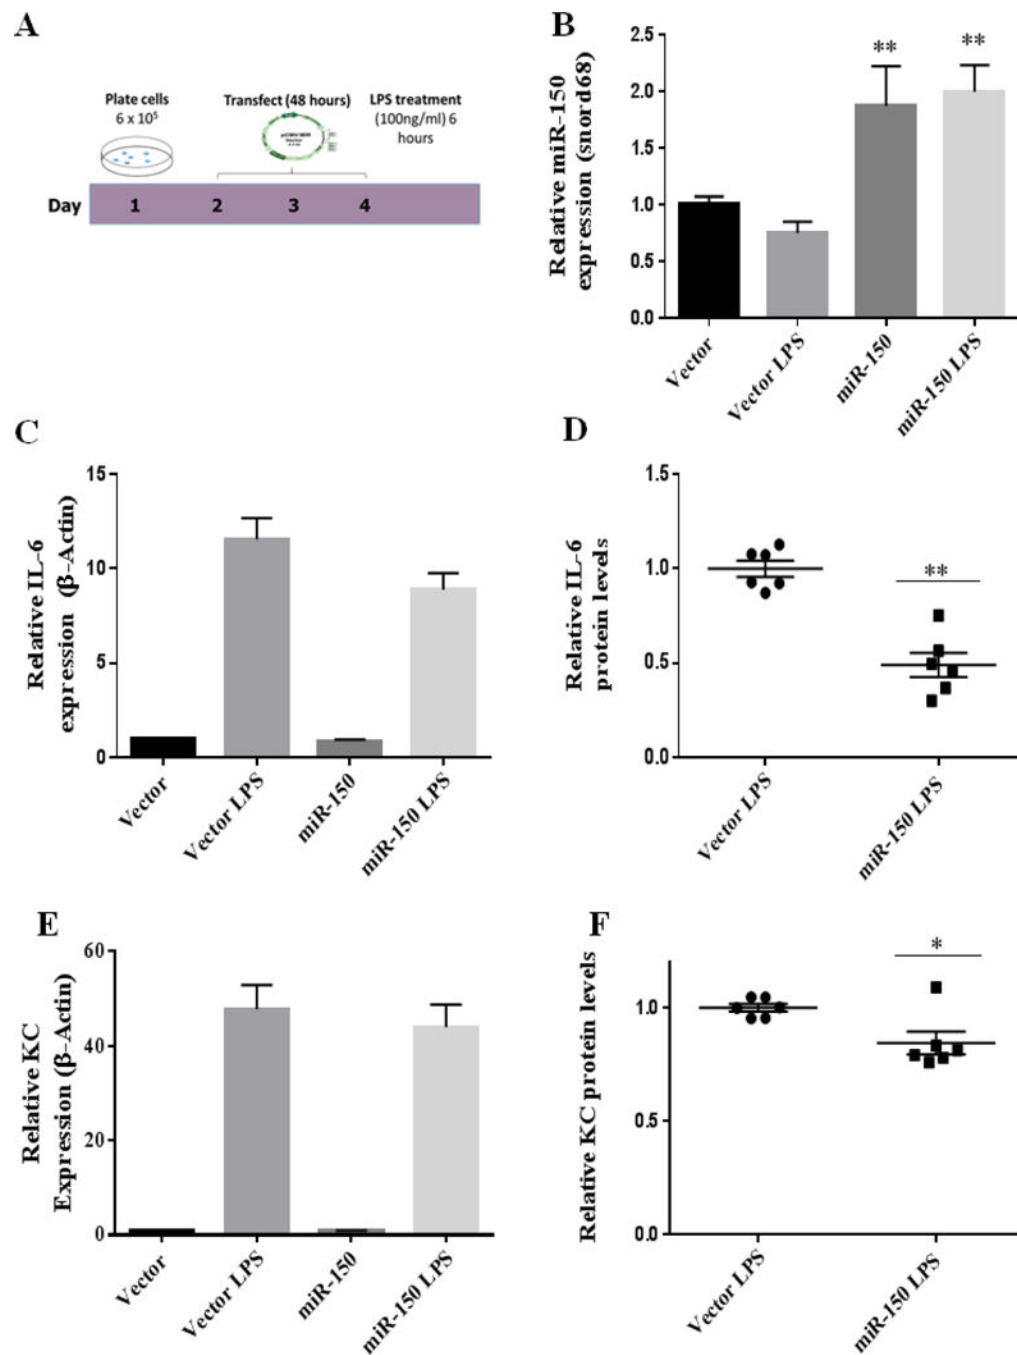 A
Plate cells
6 x 10⁵
Transfect (48 hours)
LPS treatment
(100ng/ml) 6
hours
Day 1 2 3 4
B
Relative miR-150
expression (snord68)
2.5
2.0
1.5
1.0
0.5
0.0
**
**
Vector
Vector LPS
miR-150
miR-150 LPS
C
Relative IL-6
expression (β-Actin)
15
10
5
0
Vector
Vector LPS
miR-150
miR-150 LPS
D
Relative IL-6
protein levels
1.5
1.0
0.5
0.0
**
Vector LPS
miR-150 LPS
E
Relative KC
Expression (β-Actin)
60
40
20
0
Vector
Vector LPS
miR-150
miR-150 LPS
F
Relative KC protein levels
1.0
0.5
0.0
*
Vector LPS
miR-150 LPS